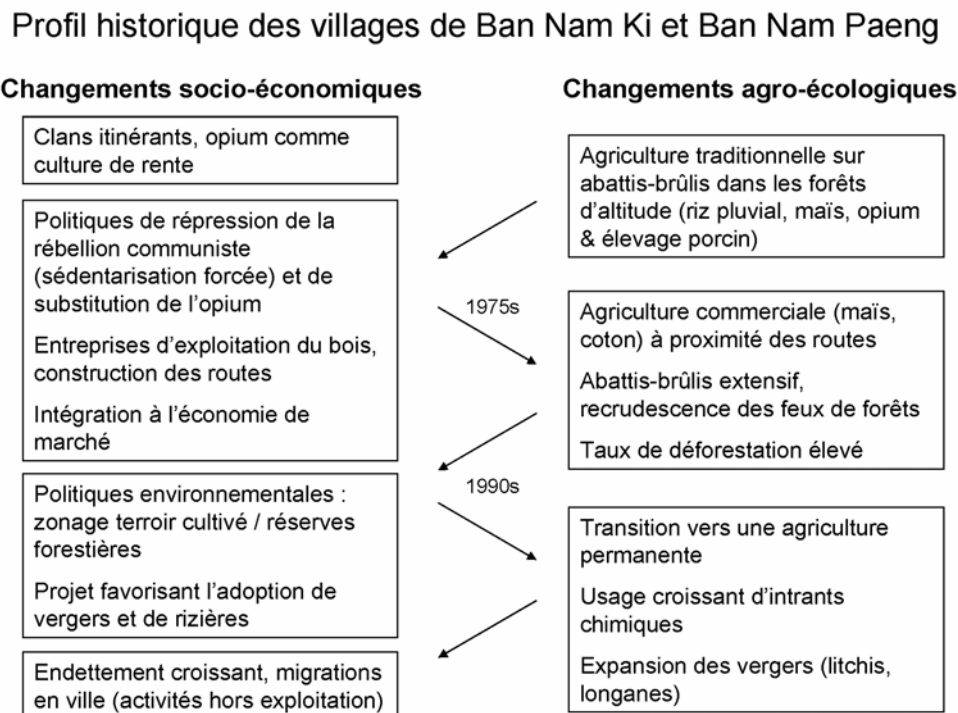 Profil historique des villages de Ban Nam Ki et Ban Nam Paeng
Changements socio-économiques
Clans itinérants, opium comme
culture de rente
Politiques de répression de la
rébellion communiste
(sédentarisation forcée) et de
substitution de l’opium
Entreprises d’exploitation du bois,
construction des routes
Intégration à l’économie de
marché
Politiques environnementales :
zonage terroir cultivé / réserves
forestières
Projet favorisant l’adoption de
vergers et de rizières
Endettement croissant, migrations
en ville (activités hors exploitation)
1975s
1990s
Changements agro-écologiques
Agriculture traditionnelle sur
abattis-brûlis dans les forêts
d’altitude (riz pluvial, maïs, opium
& élevage porcin)
Agriculture commerciale (maïs,
coton) à proximité des routes
Abattis-brûlis extensif,
recrudescence des feux de forêts
Taux de déforestation élevé
Transition vers une agriculture
permanente
Usage croissant d’intrants
chimiques
Expansion des vergers (litchis,
longanes)